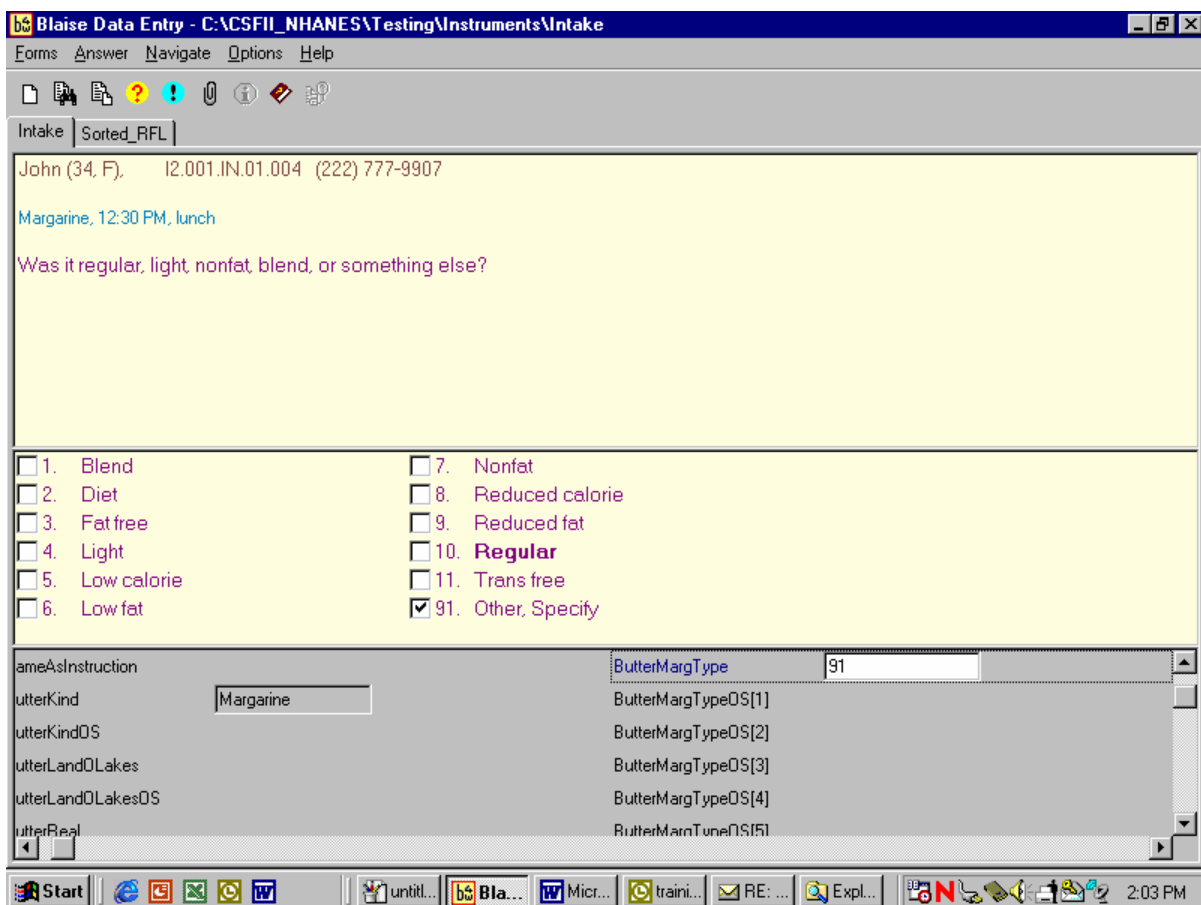 Blaise Data Entry - C:\CSFII_NHANES\Testing\Instruments\Intake
Forms Answer Navigate Options Help
Intake Sorted_RFL
John (34, F), I2.001.IN.01.004 (222) 777-9907
Margarine, 12:30 PM, lunch
Was it regular, light, nonfat, blend, or something else?
1. Blend 7. Nonfat
2. Diet 8. Reduced calorie
3. Fat free 9. Reduced fat
4. Light 10. Regular
5. Low calorie 11. Trans free
6. Low fat 91. Other, Specify
ameAsInstruction ButterMargType 91
utterKind Margarine ButterMargTypeOS[1]
utterKindOS ButterMargTypeOS[2]
utterLandOLakes ButterMargTypeOS[3]
utterLandOLakesOS ButterMargTypeOS[4]
utterReal ButterMargTypeOS[5]
Start untitl... Bla... Micr... traini... RE: ... Expl... 2:03 PM